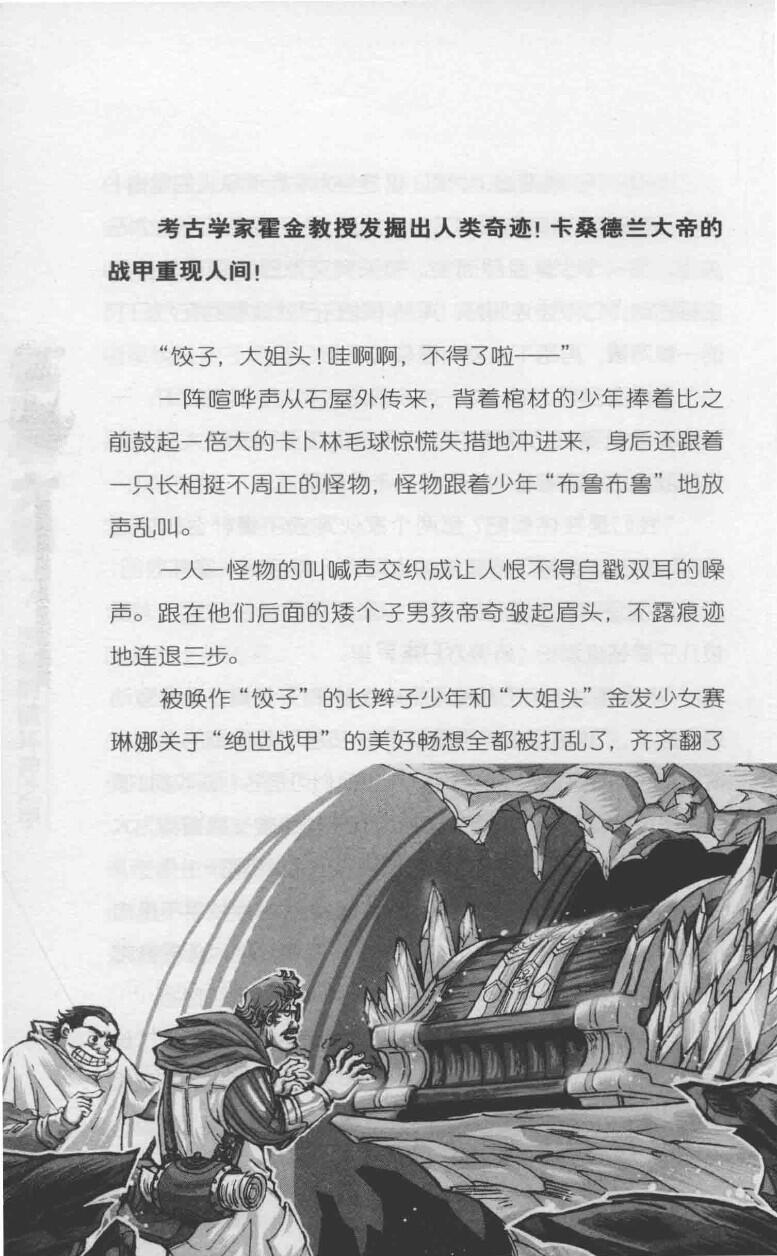 考古学家霍金教授发掘出人类奇迹！卡桑德兰大帝的
战甲重现人间！
“饺子，大姐头！哇啊啊，不得了啦——”
一阵喧哗声从石屋外传来，背着棺材的少年捧着比之
前鼓起一倍大的卡卜林毛球惊慌失措地冲进来，身后还跟着
一只长相挺不周正的怪物，怪物跟着少年“布鲁布鲁”地放
声乱叫。
一人一怪物的叫喊声交织成让人恨不得自戳双耳的噪
声。跟在他们后面的矮个子男孩帝奇皱起眉头，不露痕迹
地连退三步。
被唤作“饺子”的长辫子少年和“大姐头”金发少女赛
琳娜关于“绝世战甲”的美好畅想全都被打乱了，齐齐翻了